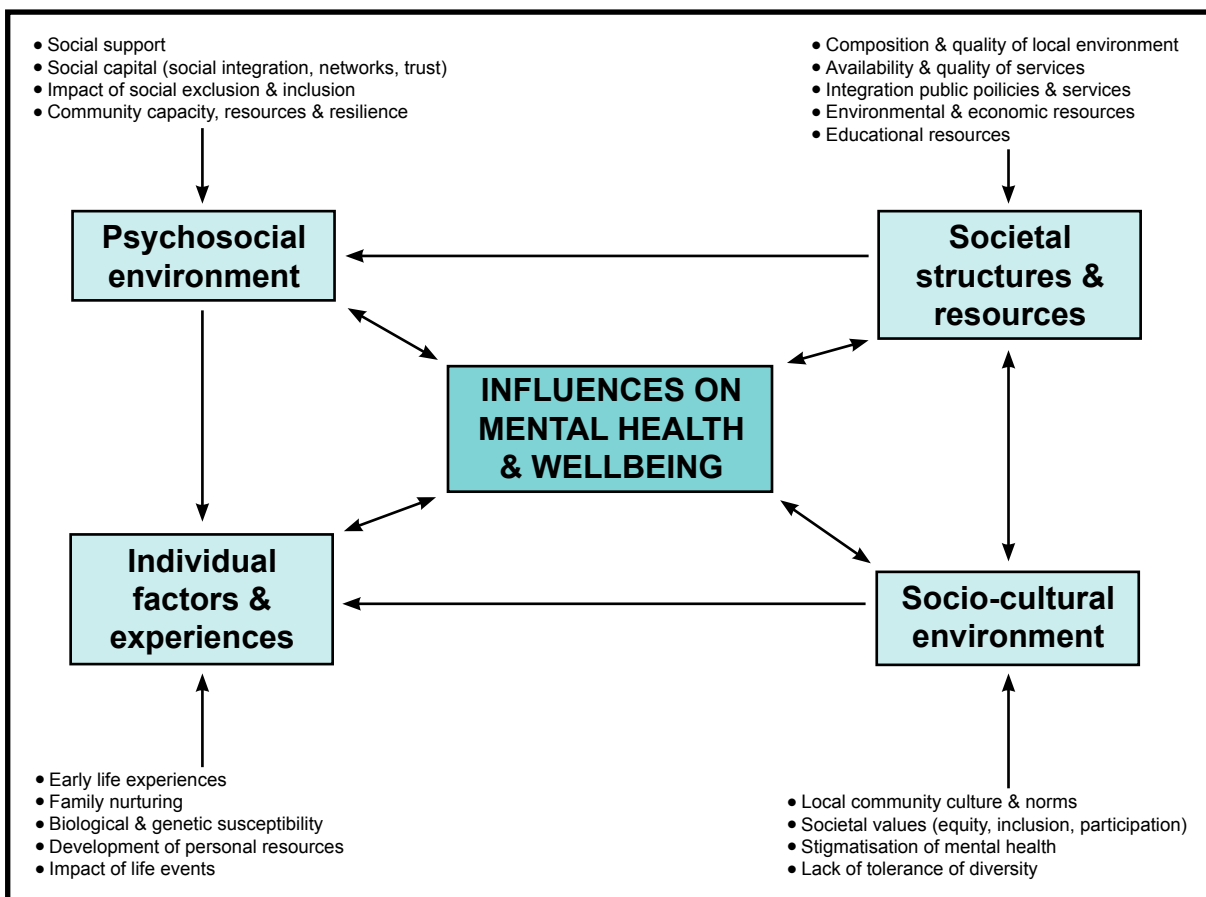 • Social support
• Social capital (social integration, networks, trust)
• Impact of social exclusion & inclusion
• Community capacity, resources & resilience
• Composition & quality of local environment
• Availability & quality of services
• Integration public poilicies & services
• Environmental & economic resources
• Educational resources
Psychosocial
environment
Societal
structures &
resources
INFLUENCES ON
MENTAL HEALTH
& WELLBEING
Individual
factors &
experiences
Socio-cultural
environment
• Early life experiences
• Family nurturing
• Biological & genetic susceptibility
• Development of personal resources
• Impact of life events
• Local community culture & norms
• Societal values (equity, inclusion, participation)
• Stigmatisation of mental health
• Lack of tolerance of diversity